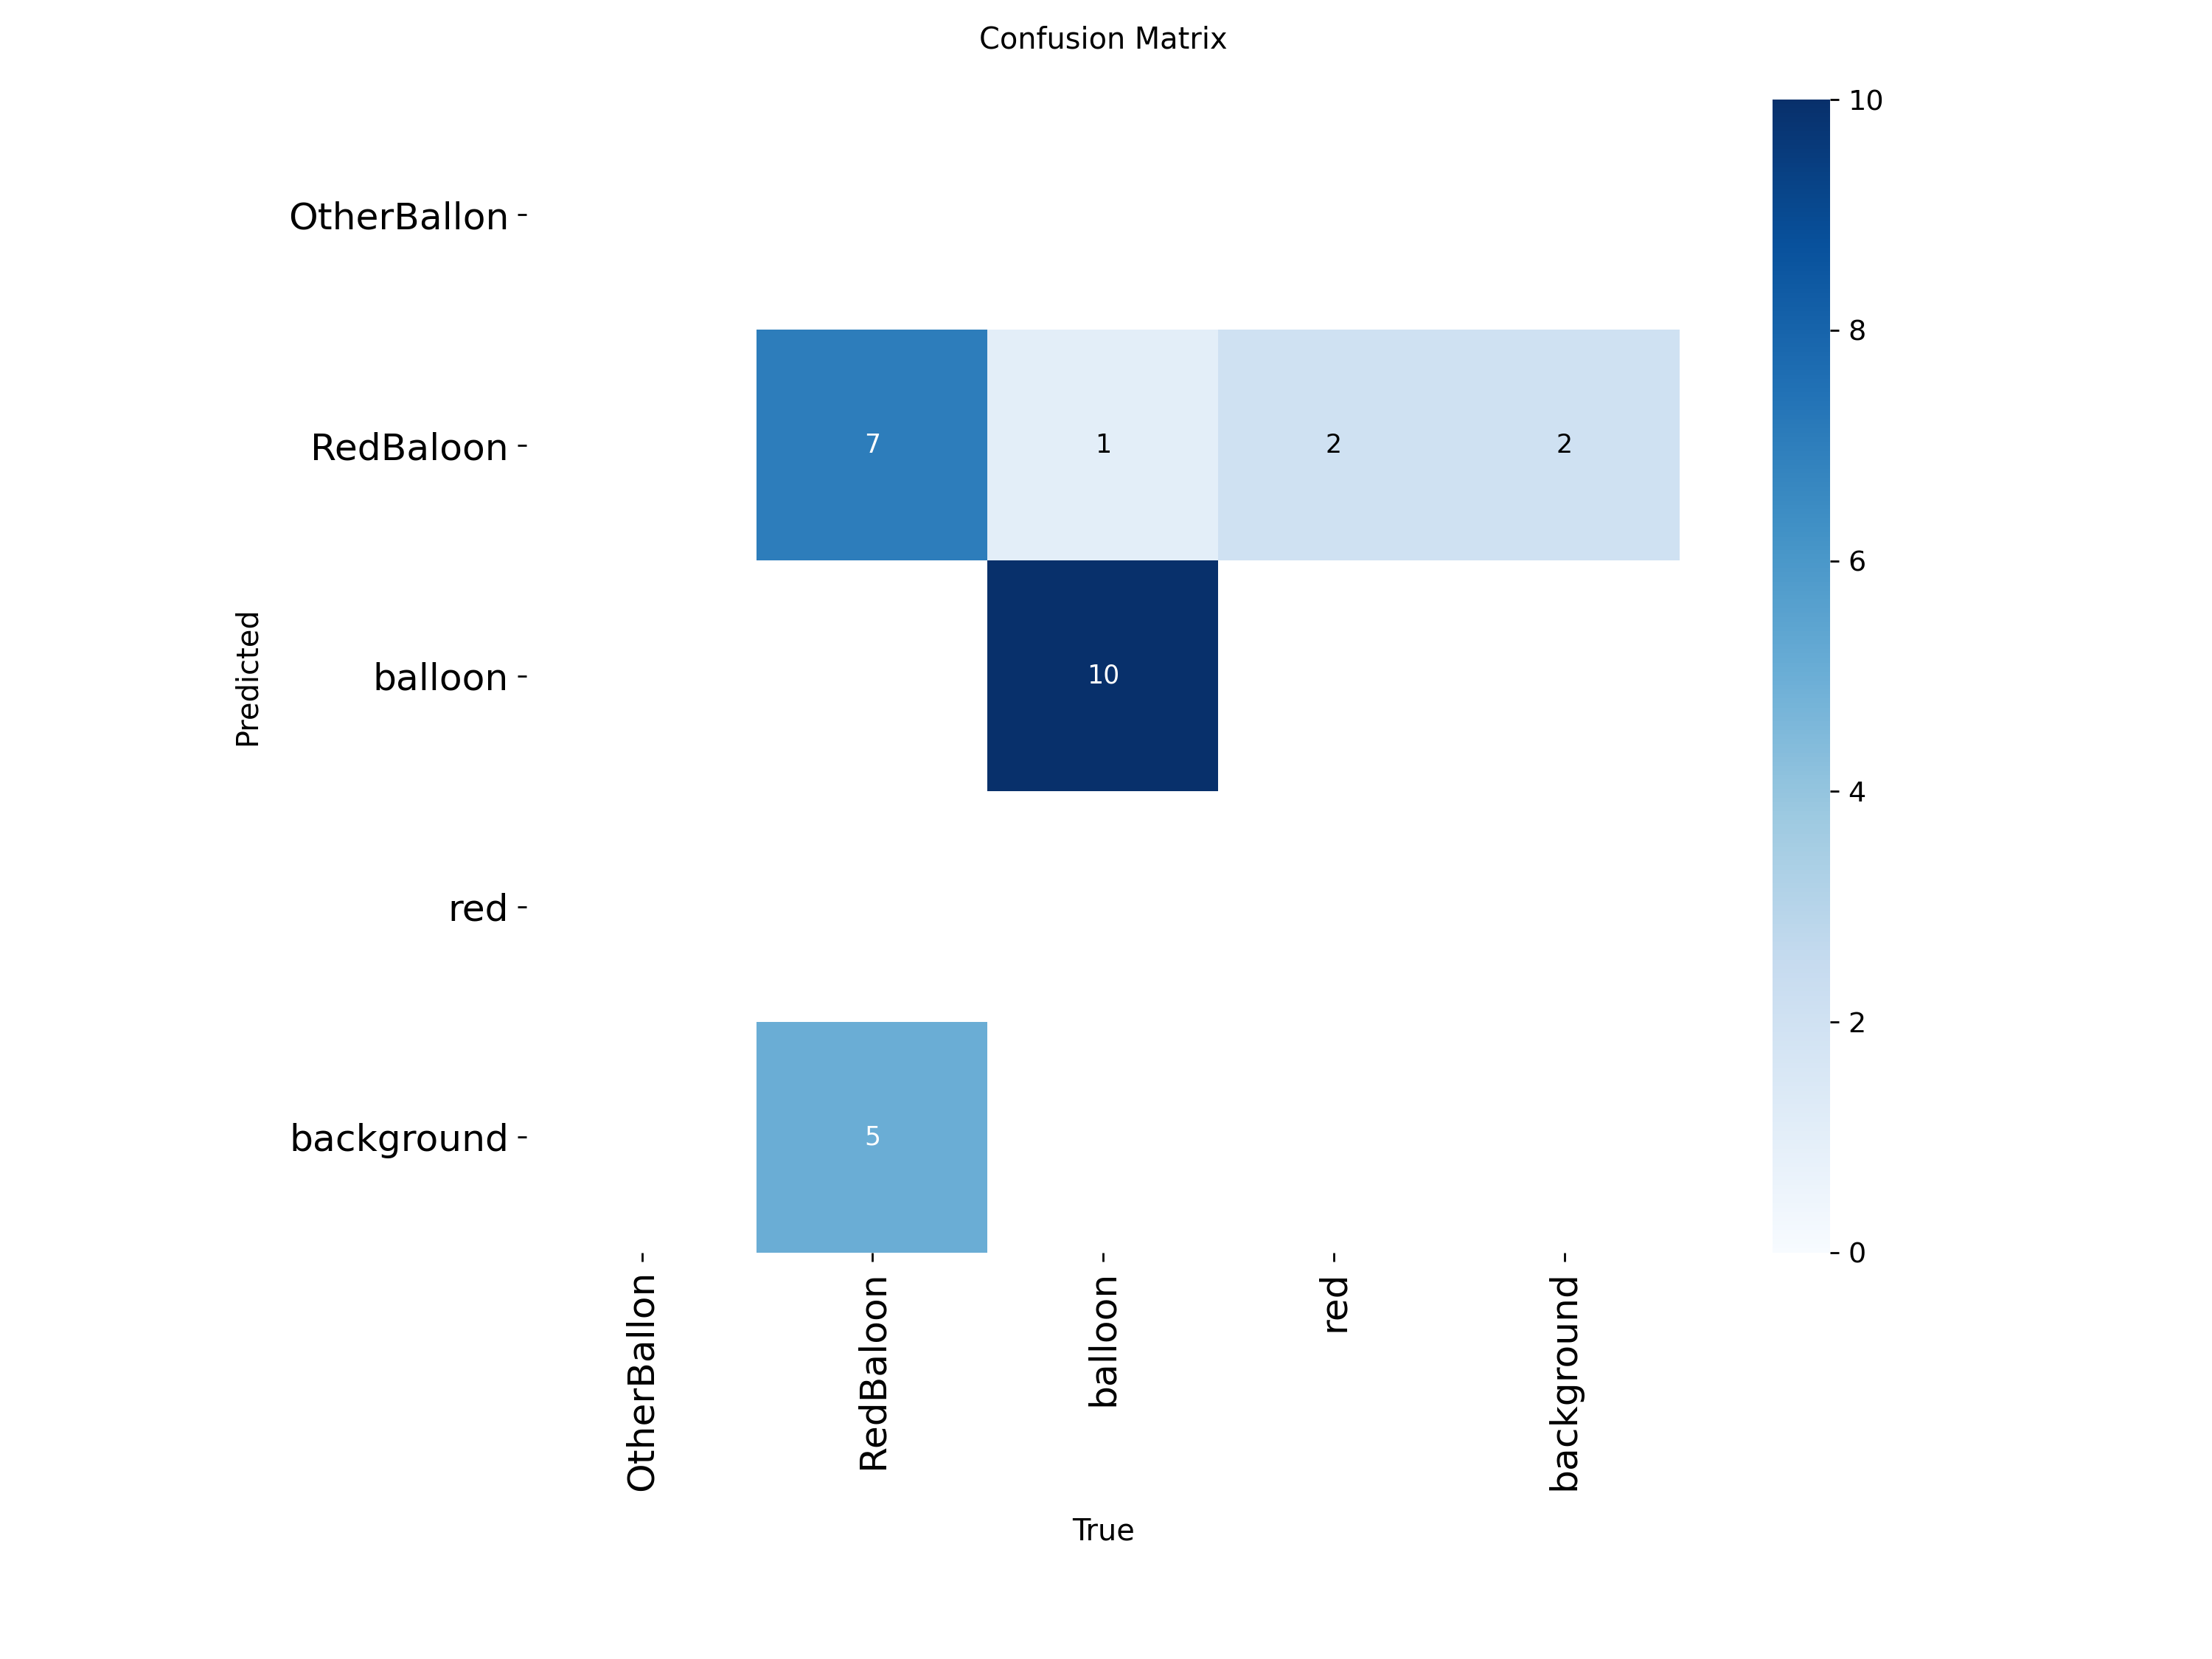 Confusion Matrix
10
OtherBallon
8
RedBaloon
7
1
2
2
6
Predicted
balloon
10
4
red
2
background
5
0
OtherBallon
RedBaloon
balloon
red
background
True